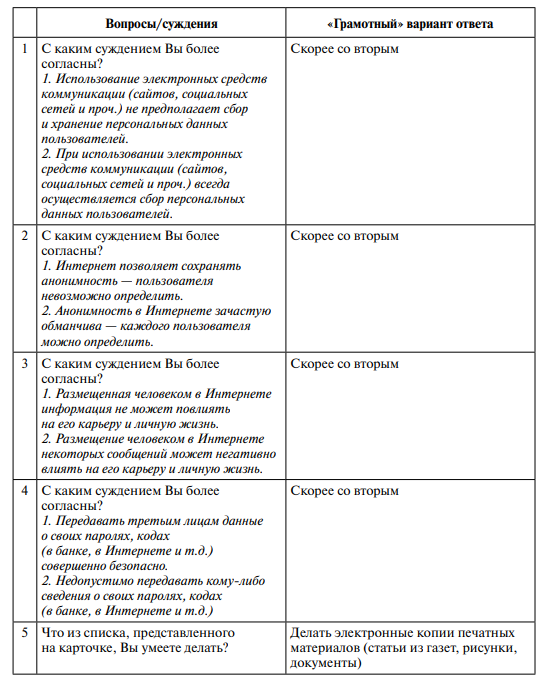 Вопросы/суждения
«Грамотный» вариант ответа
1
С каким суждением Вы более
согласны?
1. Использование электронных средств
коммуникации (сайтов, социальных
сетей и проч.) не предполагает сбор
и хранение персональных данных
пользователей.
2. При использовании электронных
средств коммуникации (сайтов,
социальных сетей и проч.) всегда
осуществляется сбор персональных
данных пользователей.
Скорее со вторым
2
С каким суждением Вы более
согласны?
1. Интернет позволяет сохранять
анонимность — пользователя
невозможно определить.
2. Анонимность в Интернете зачастую
обманчива — каждого пользователя
можно определить.
Скорее со вторым
3
С каким суждением Вы более
согласны?
1. Размещенная человеком в Интернете
информация не может повлиять
на его карьеру и личную жизнь.
2. Размещение человеком в Интернете
некоторых сообщений может негативно
влиять на его карьеру и личную жизнь.
Скорее со вторым
4
С каким суждением Вы более
согласны?
1. Передавать третьим лицам данные
о своих паролях, кодах
(в банке, в Интернете и т.д.)
совершенно безопасно.
2. Недопустимо передавать кому-либо
сведения о своих паролях, кодах
(в банке, в Интернете и т.д.)
Скорее со вторым
5
Что из списка, представленного
на карточке, Вы умеете делать?
Делать электронные копии печатных
материалов (статьи из газет, рисунки,
документы)